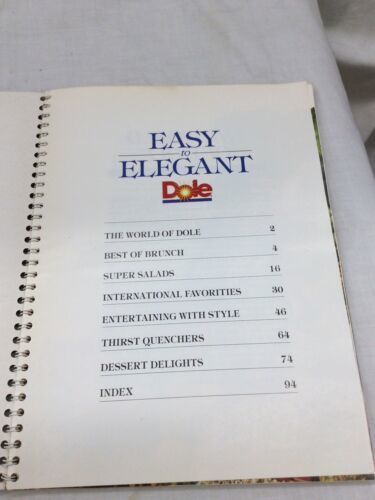 EASY
to
ELEGANT
Dole
THE WORLD OF DOLE 2
BEST OF BRUNCH 4
SUPER SALADS 16
INTERNATIONAL FAVORITIES 30
ENTERTAINING WITH STYLE 46
THIRST QUENCHERS 64
DESSERT DELIGHTS 74
INDEX 94